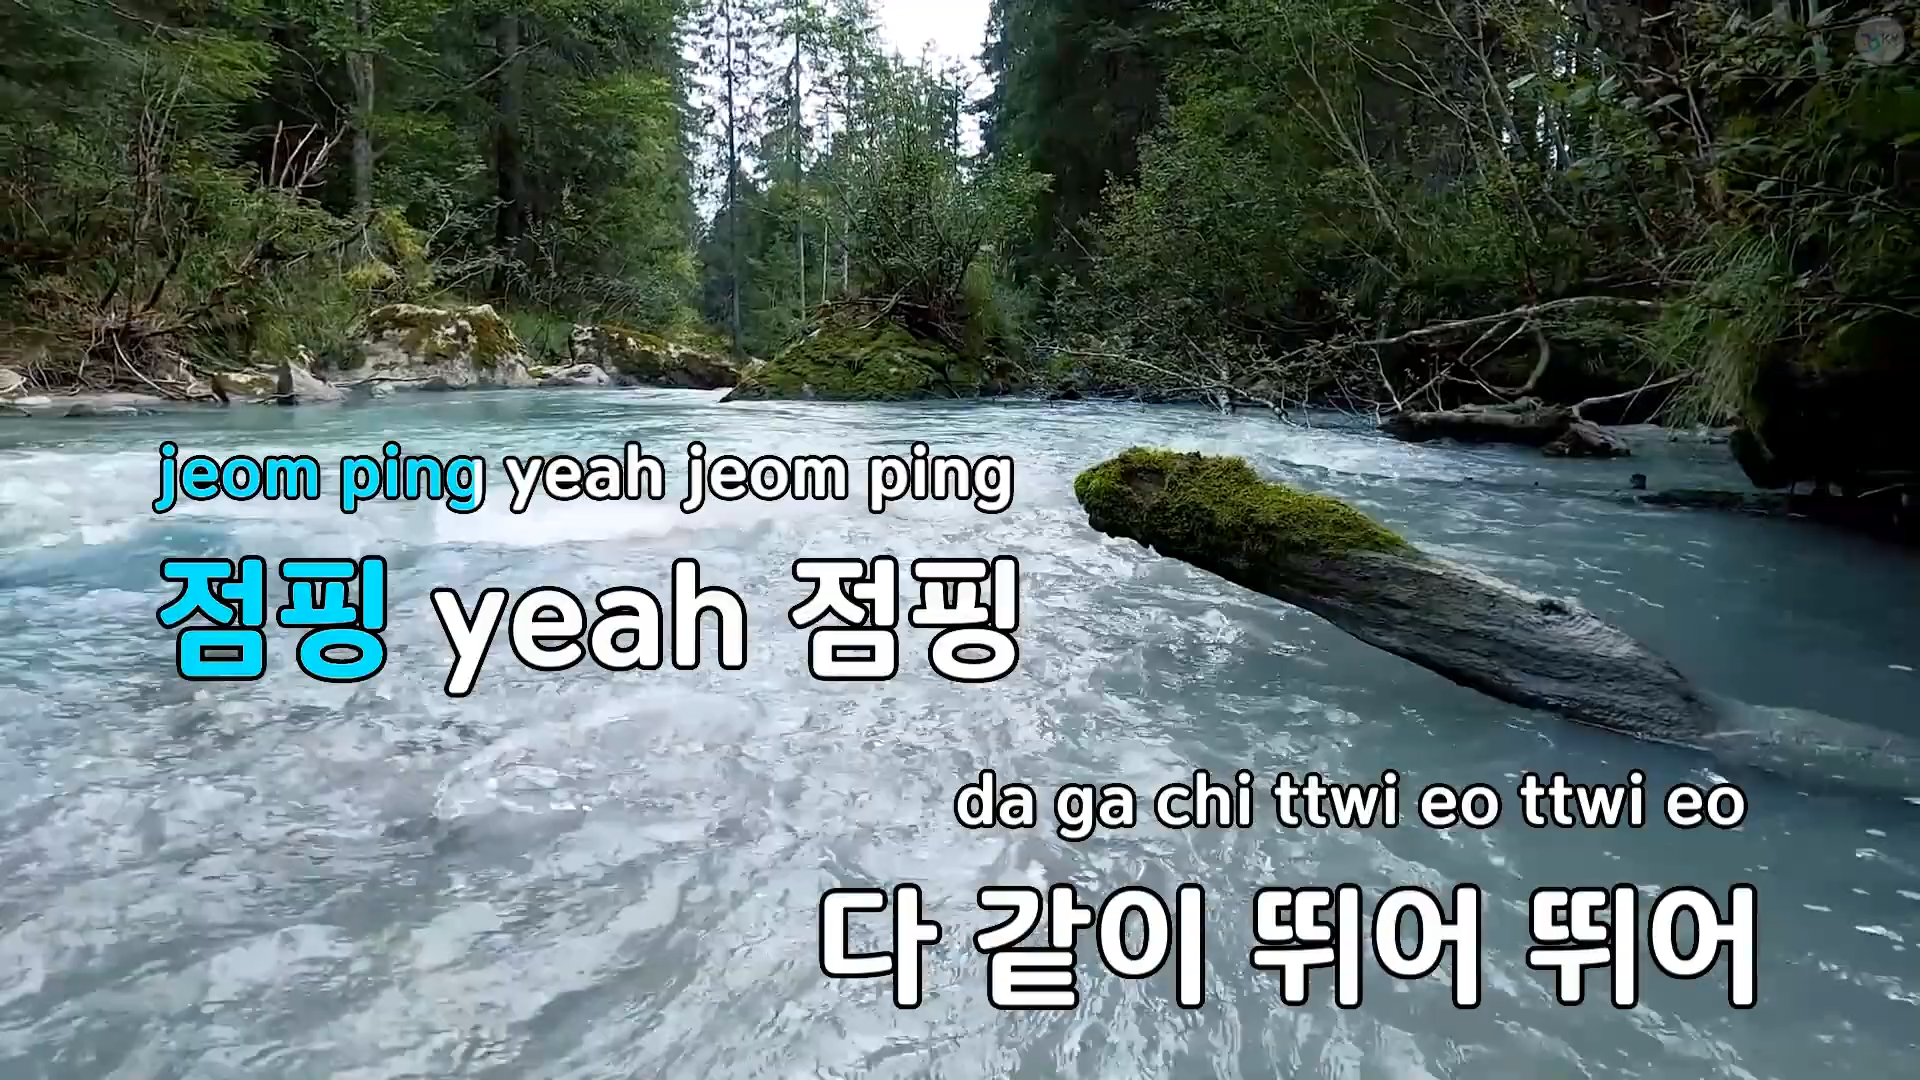 jeom ping yeah jeom ping
점핑 yeah 점핑
da ga chi ttwi eo ttwi eo
다 같이 뛰어 뛰어